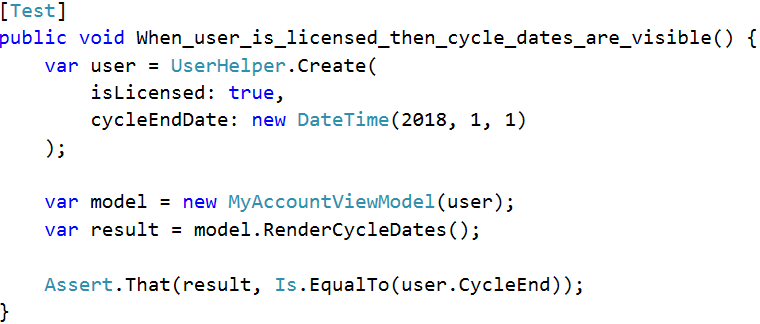 [Test]
public void When_user_is_licensed_then_cycle_dates_are_visible() {
    var user = UserHelper.Create(
        isLicensed: true,
        cycleEndDate: new DateTime(2018, 1, 1)
    );

    var model = new MyAccountViewModel(user);
    var result = model.RenderCycleDates();

    Assert.That(result, Is.EqualTo(user.CycleEnd));
}